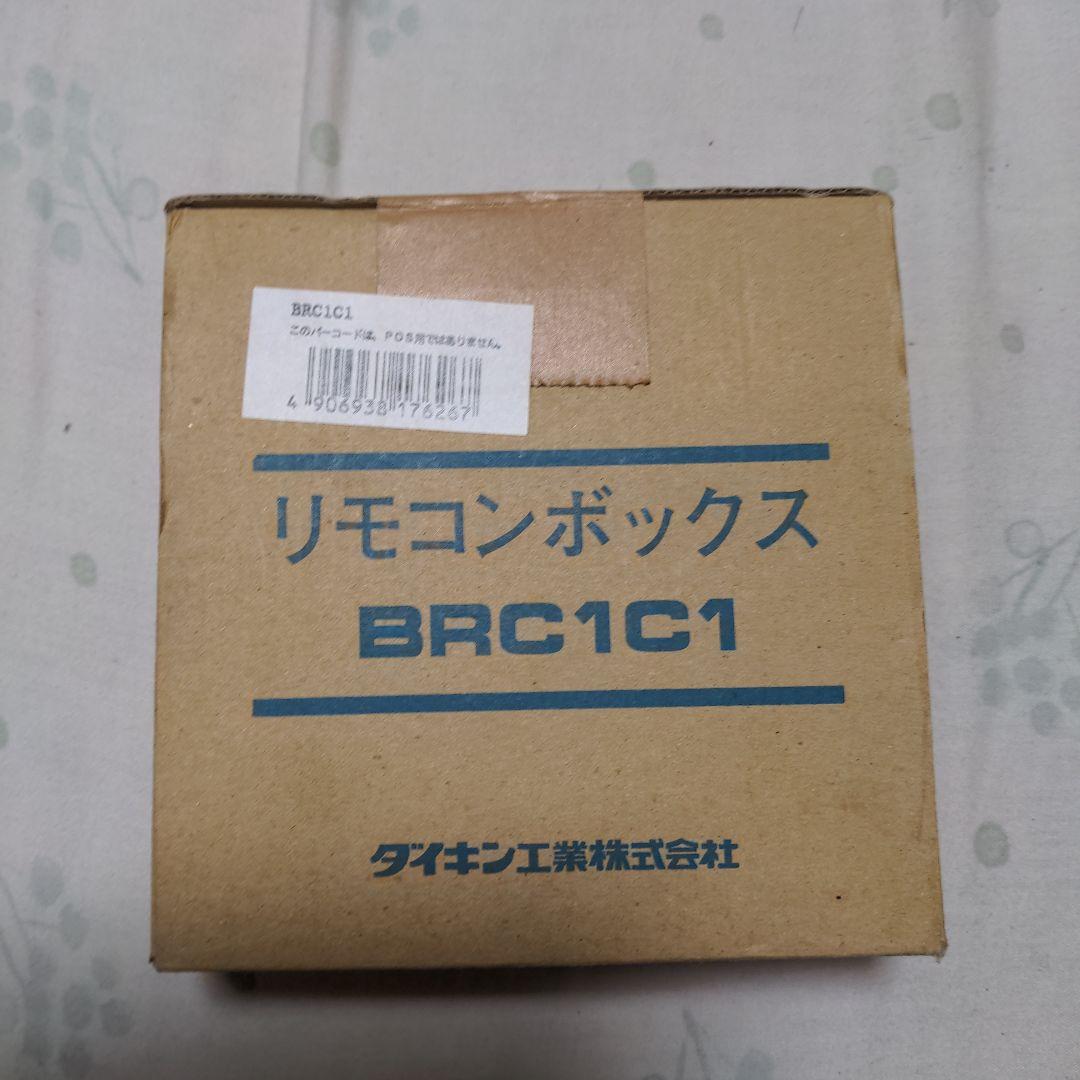 BRC1C1
このバーコードは、POS用ではありません。
4 906938 176267
リモコンボックス
BRC1C1
ダイキン工業株式会社